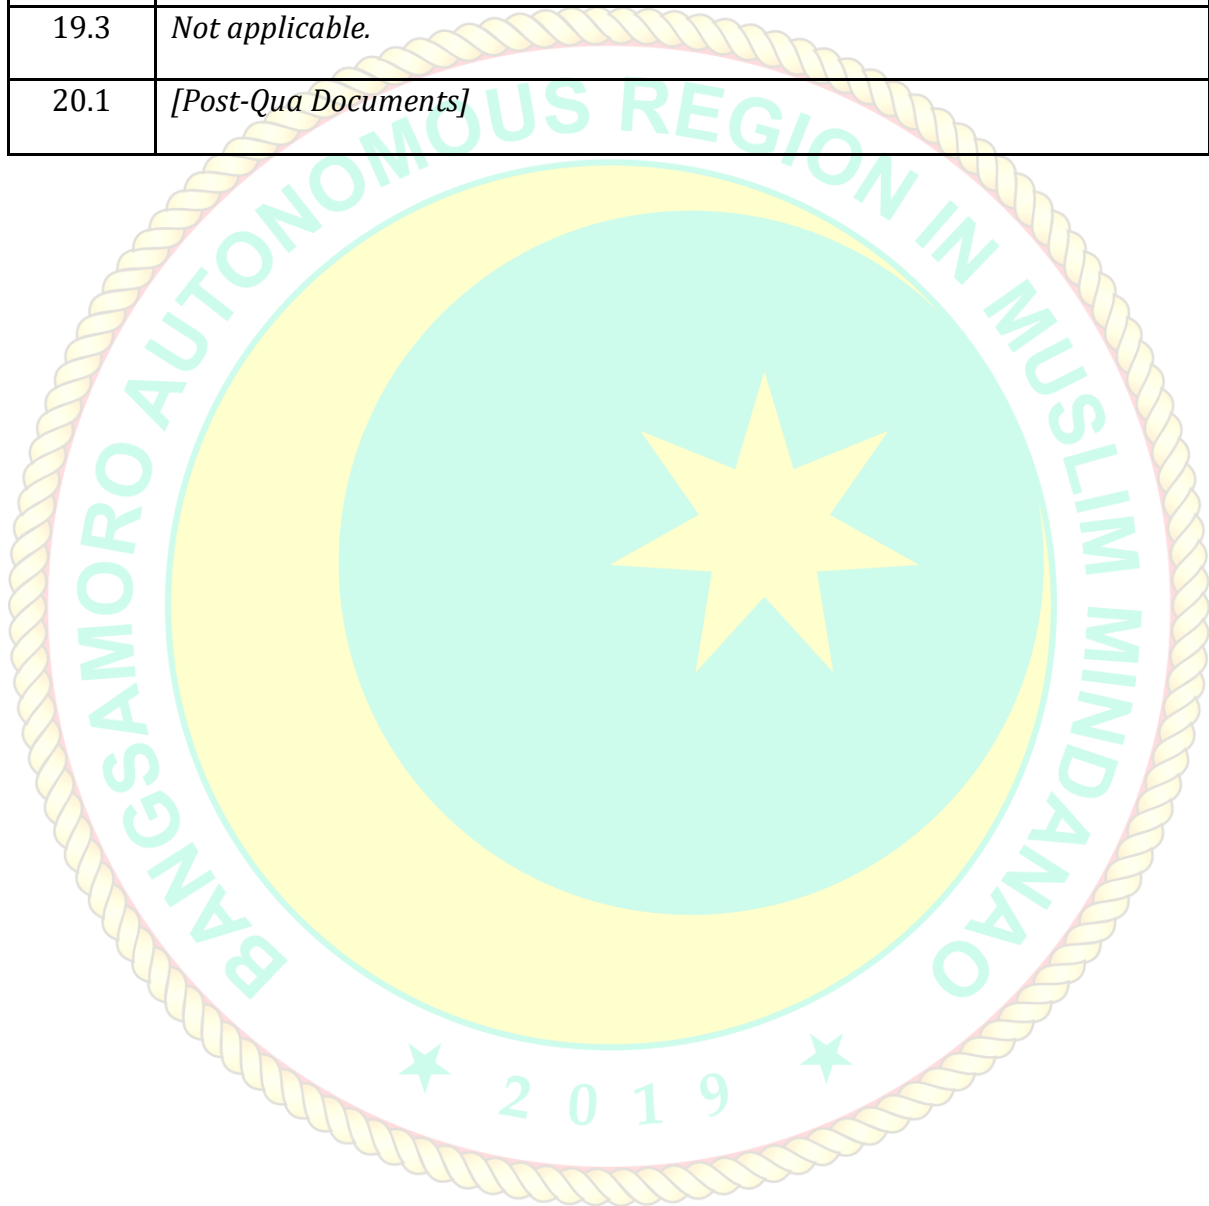 19.3 Not applicable.
20.1 [Post-Qua Documents]
BANGSAMORO AUTONOMOUS REGION IN MUSLIM MINDANAO
2019